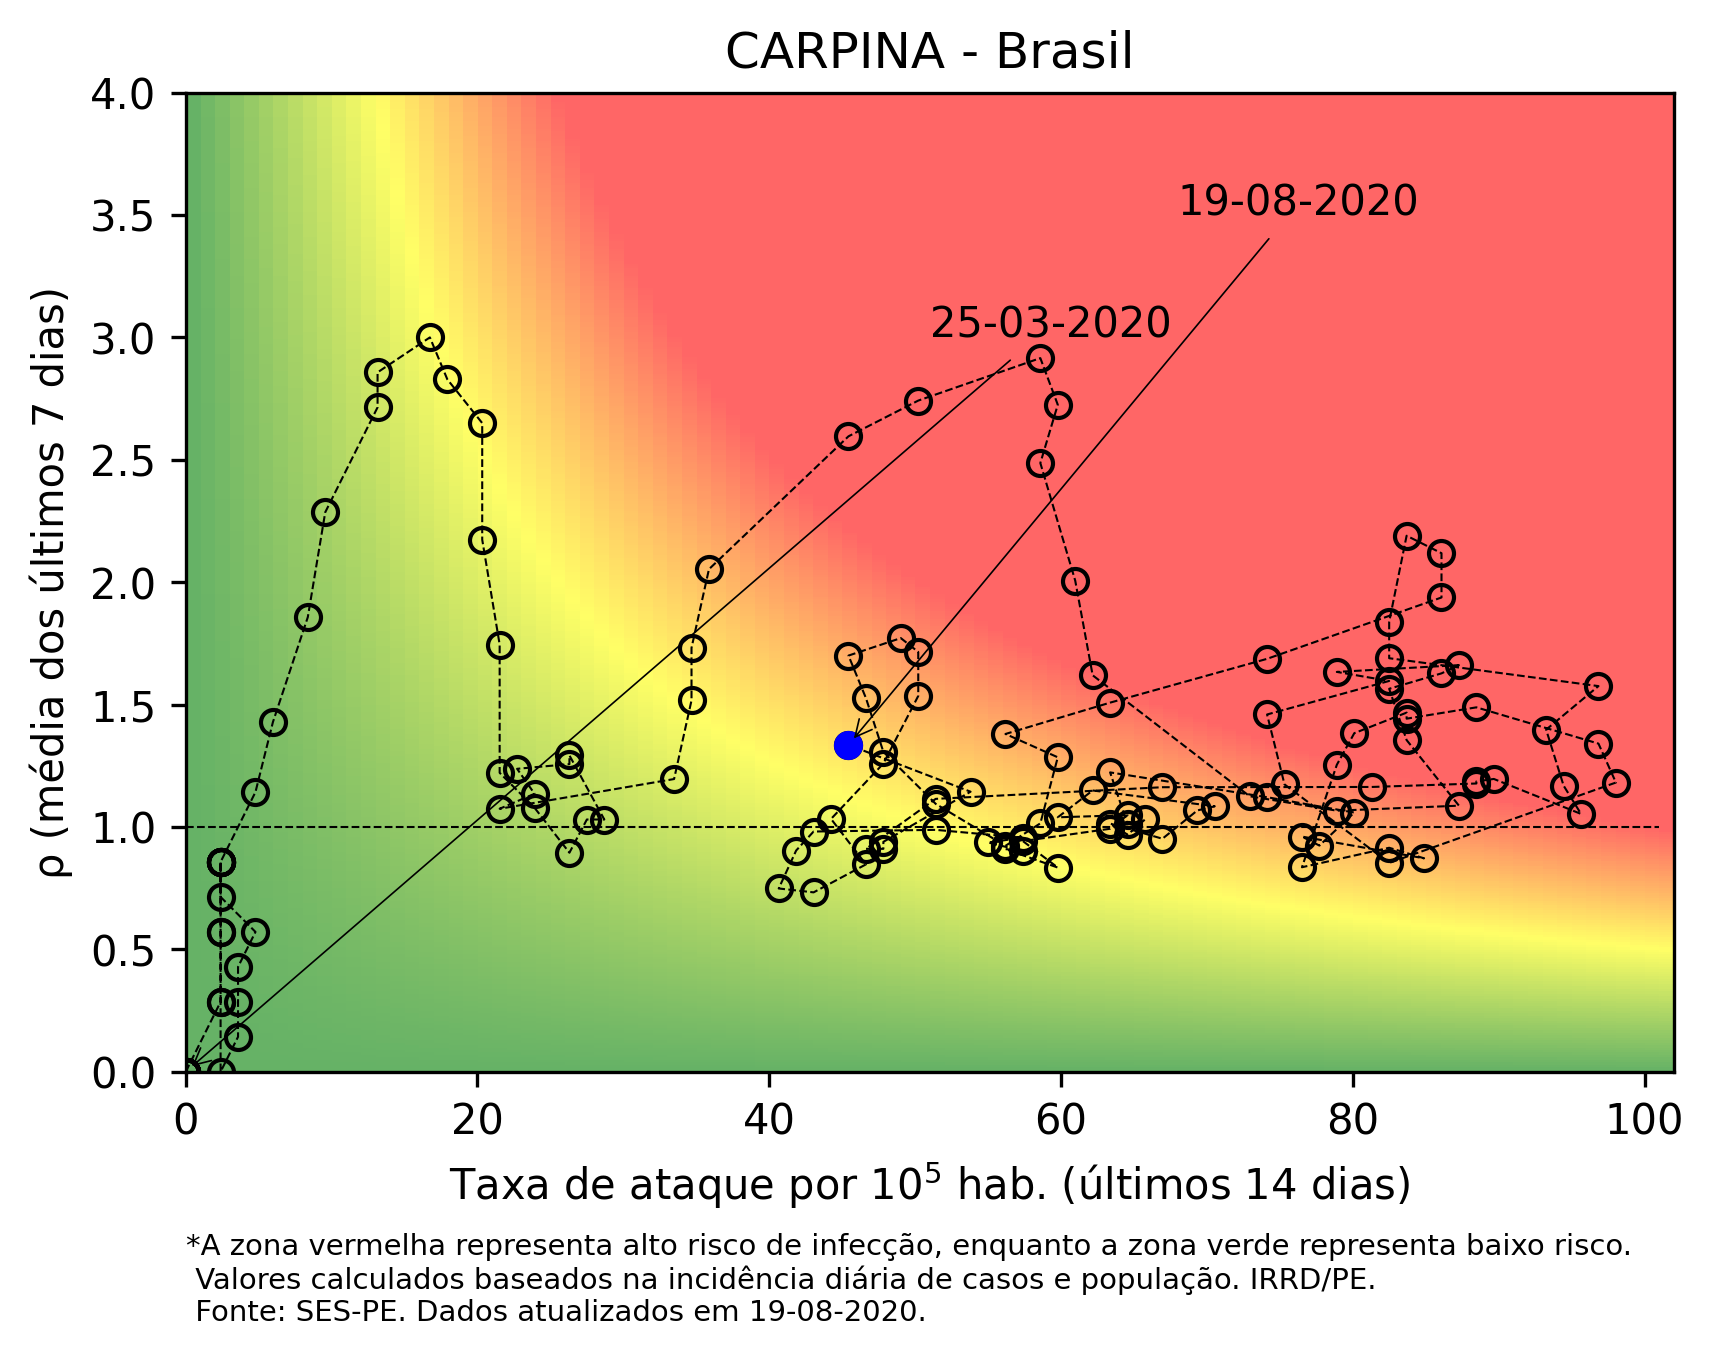 CARPINA - Brasil
4.0
3.5
3.0
2.5
2.0
1.5
1.0
0.5
0.0
ρ (média dos últimos 7 dias)
19-08-2020
25-03-2020
0 20 40 60 80 100
Taxa de ataque por 10⁵ hab. (últimos 14 dias)
*A zona vermelha representa alto risco de infecção, enquanto a zona verde representa baixo risco.
Valores calculados baseados na incidência diária de casos e população. IRRD/PE.
Fonte: SES-PE. Dados atualizados em 19-08-2020.